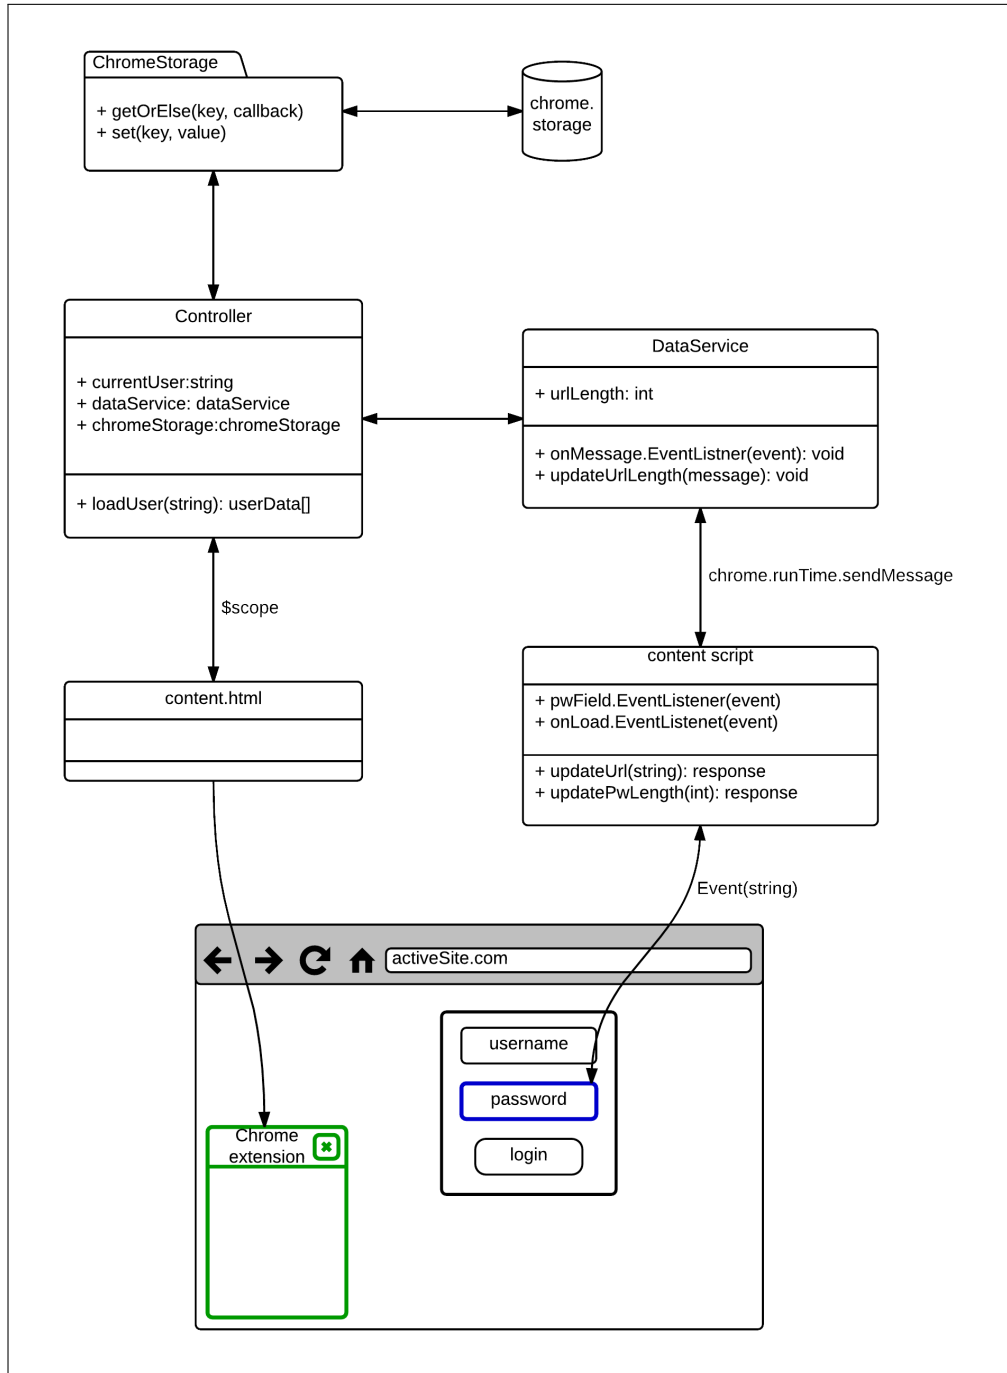 ChromeStorage
+ getOrElse(key, callback)
+ set(key, value)
chrome.
storage
Controller
+ currentUser:string
+ dataService: dataService
+ chromeStorage:chromeStorage
+ loadUser(string): userData[]
DataService
+ urlLength: int
+ onMessage.EventListner(event): void
+ updateUrlLength(message): void
chrome.runTime.sendMessage
$scope
content.html
content script
+ pwField.EventListener(event)
+ onLoad.EventListenet(event)
+ updateUrl(string): response
+ updatePwLength(int): response
Event(string)
activeSite.com
username
password
login
Chrome
extension